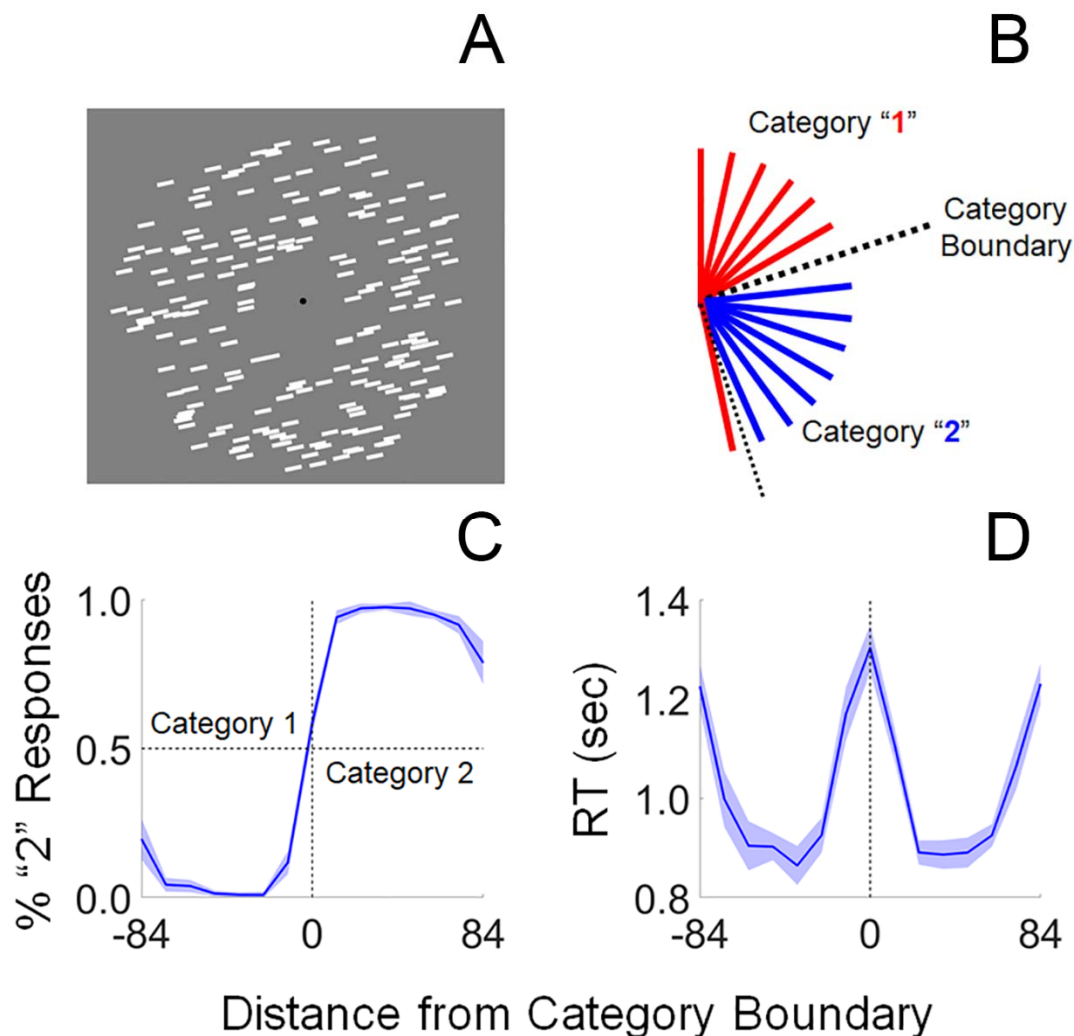 A
B
Category “1”
Category
Boundary
Category “2”
C
D
% “2” Responses
1.0
0.5
0.0
Category 1
Category 2
-84
0
84
RT (sec)
1.4
1.2
1.0
0.8
-84
0
84
Distance from Category Boundary